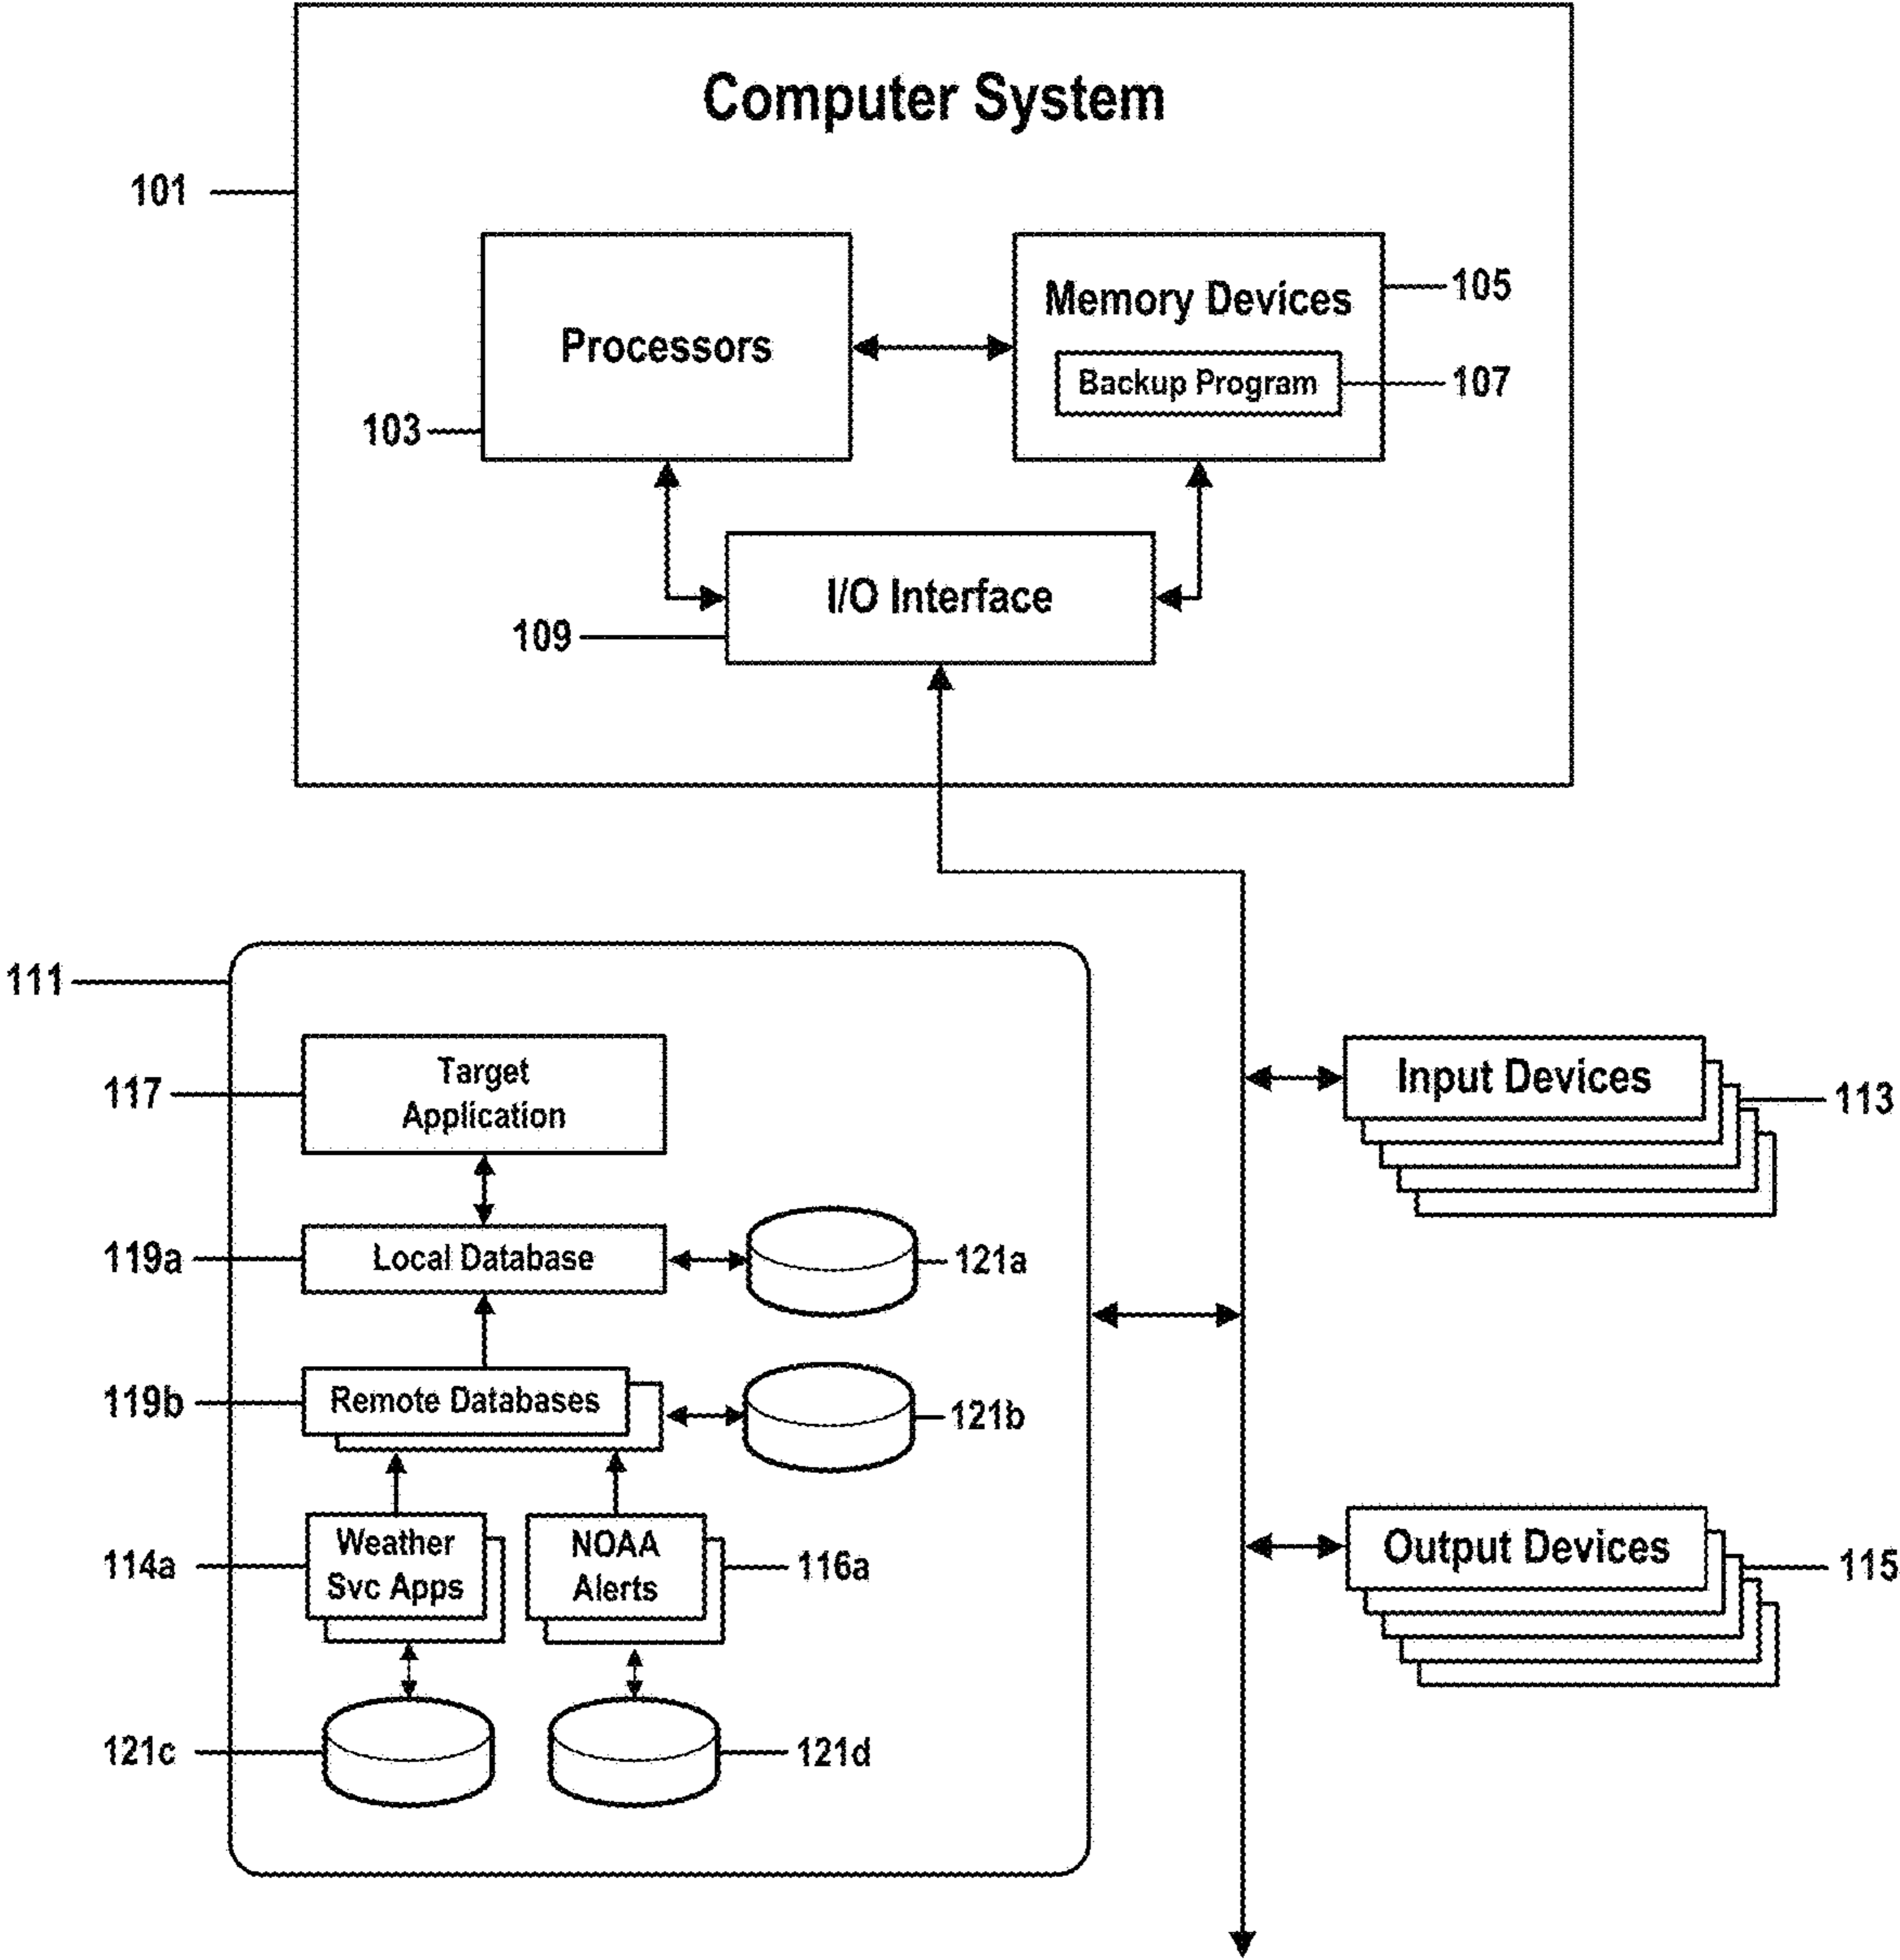 Computer System
101
Processors
Memory Devices
105
Backup Program
107
103
I/O Interface
109
111
Target
Application
117
Input Devices
113
119a
Local Database
121a
119b
Remote Databases
121b
Weather
Svc Apps
114a
NOAA
Alerts
116a
Output Devices
115
121c
121d